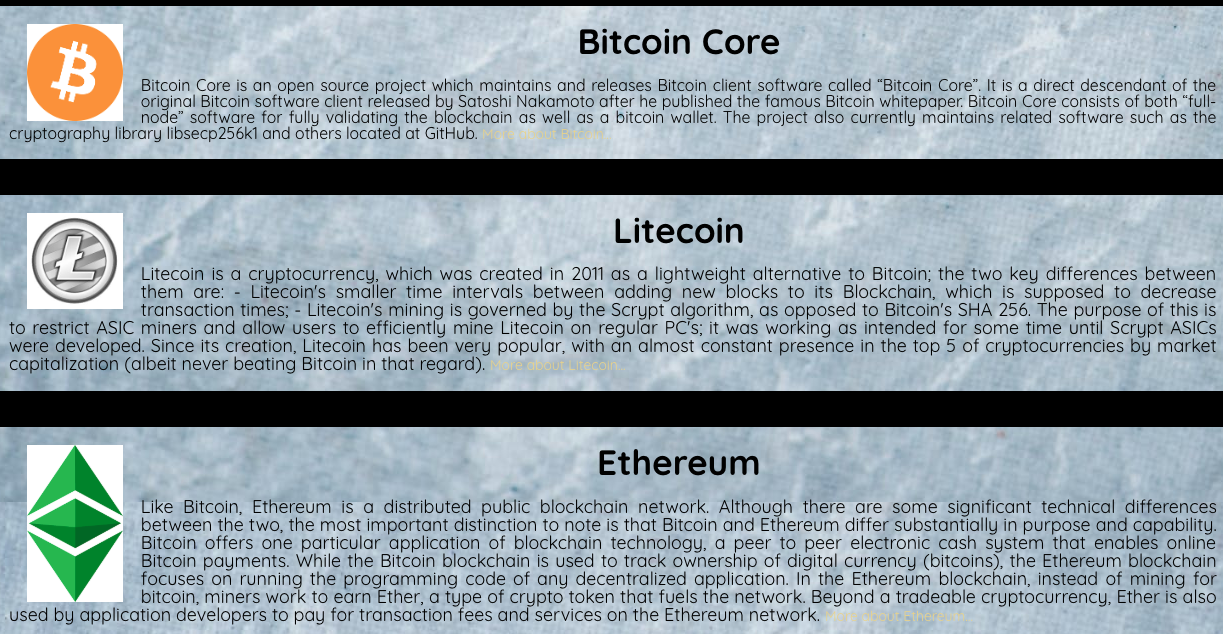 Bitcoin Core
Bitcoin Core is an open source project which maintains and releases Bitcoin client software called “Bitcoin Core”. It is a direct descendant of the
original Bitcoin software client released by Satoshi Nakamoto after he published the famous Bitcoin whitepaper. Bitcoin Core consists of both “full-
node” software for fully validating the blockchain as well as a bitcoin wallet. The project also currently maintains related software such as the
cryptography library libsecp256k1 and others located at GitHub. More about Bitcoin
Litecoin
Litecoin is a cryptocurrency, which was created in 2011 as a lightweight alternative to Bitcoin; the two key differences between
them are: - Litecoin's smaller time intervals between adding new blocks to its Blockchain, which is supposed to decrease
transaction times; - Litecoin's mining is governed by the Scrypt algorithm, as opposed to Bitcoin's SHA 256. The purpose of this is
to restrict ASIC miners and allow users to efficiently mine Litecoin on regular PC's; it was working as intended for some time until Scrypt ASICs
were developed. Since its creation, Litecoin has been very popular, with an almost constant presence in the top 5 of cryptocurrencies by market
capitalization (albeit never beating Bitcoin in that regard). More about Litecoin
Ethereum
Like Bitcoin, Ethereum is a distributed public blockchain network. Although there are some significant technical differences
between the two, the most important distinction to note is that Bitcoin and Ethereum differ substantially in purpose and capability.
Bitcoin offers one particular application of blockchain technology, a peer to peer electronic cash system that enables online
Bitcoin payments. While the Bitcoin blockchain is used to track ownership of digital currency (bitcoins), the Ethereum blockchain
focuses on running the programming code of any decentralized application. In the Ethereum blockchain, instead of mining for
bitcoin, miners work to earn Ether, a type of crypto token that fuels the network. Beyond a tradeable cryptocurrency, Ether is also
used by application developers to pay for transaction fees and services on the Ethereum network. More about Ethereum